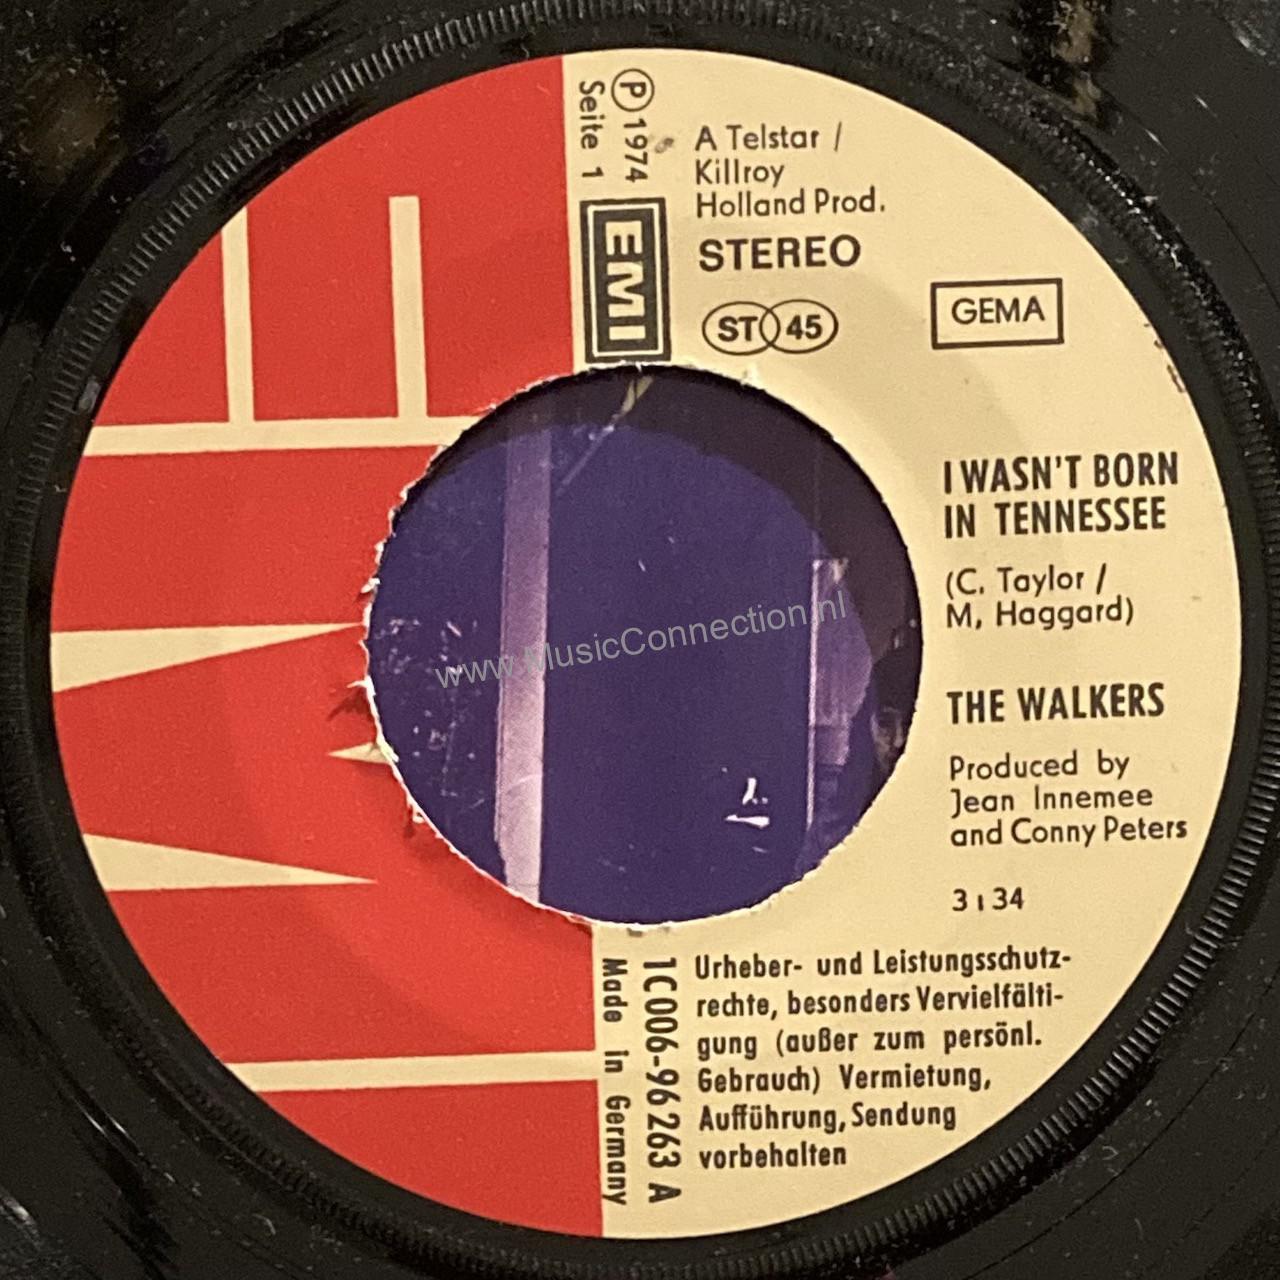 Ⓟ 1974
Seite 1
EMI
A Telstar /
Killroy
Holland Prod.
STEREO
ST 45
GEMA
I WASN'T BORN
IN TENNESSEE
(C. Taylor /
M. Haggard)
THE WALKERS
Produced by
Jean Innemee
and Conny Peters
3:34
www.MusicConnection.nl
1C006-96263 A
Made in Germany
Urheber- und Leistungsschutz-
rechte, besonders Vervielfälti-
gung (außer zum persönl.
Gebrauch) Vermietung,
Aufführung, Sendung
vorbehalten